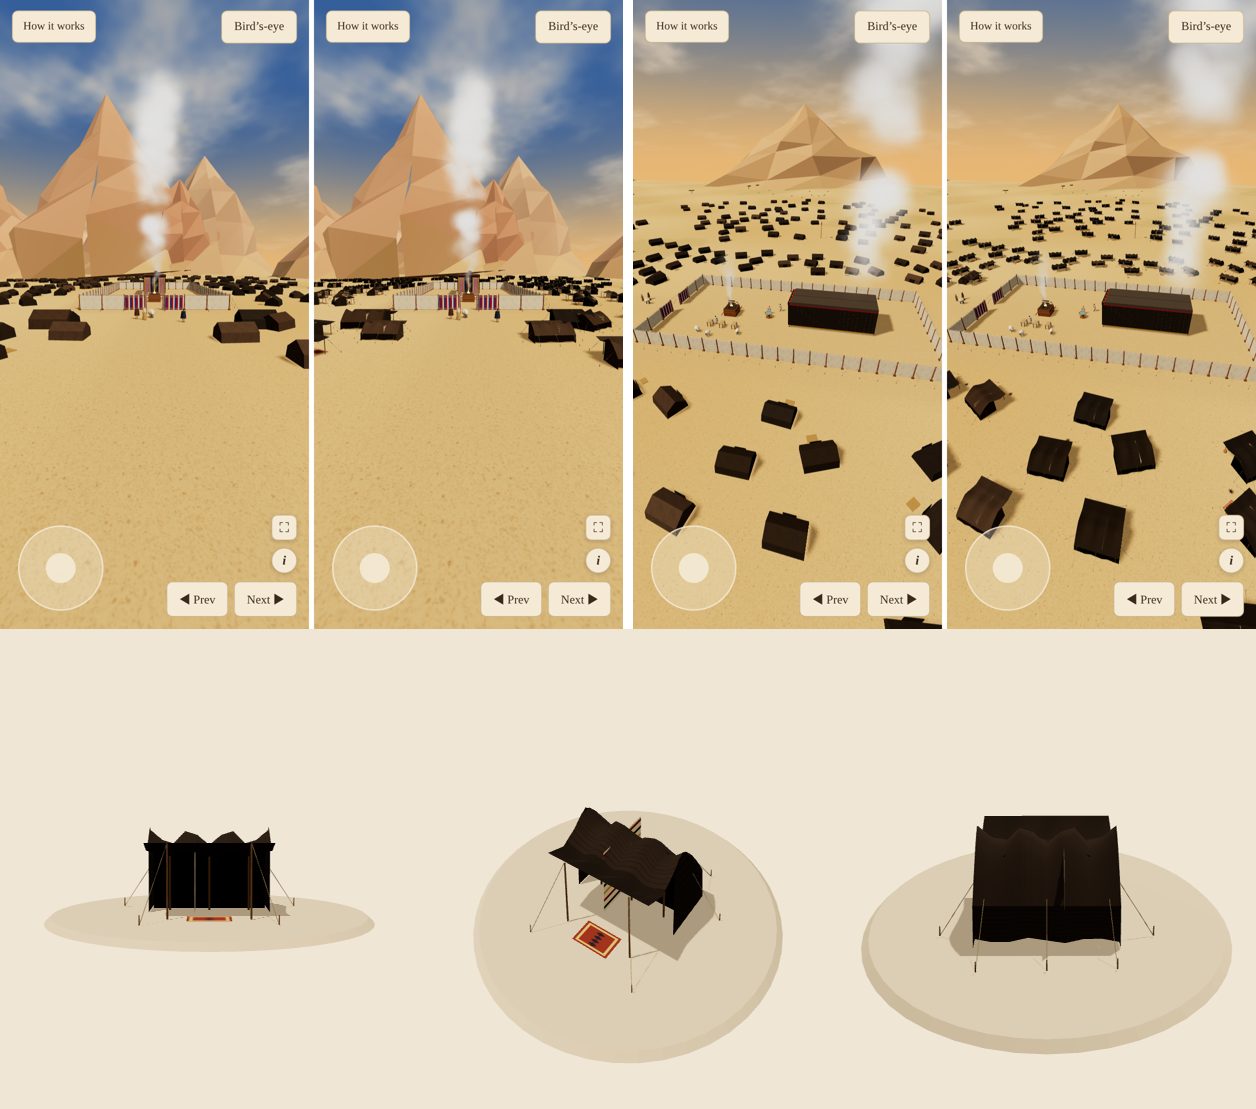 How it works
Bird's-eye
How it works
Bird's-eye
How it works
Bird's-eye
How it works
Bird's-eye
i
i
i
i
◀ Prev
Next ▶
◀ Prev
Next ▶
◀ Prev
Next ▶
◀ Prev
Next ▶